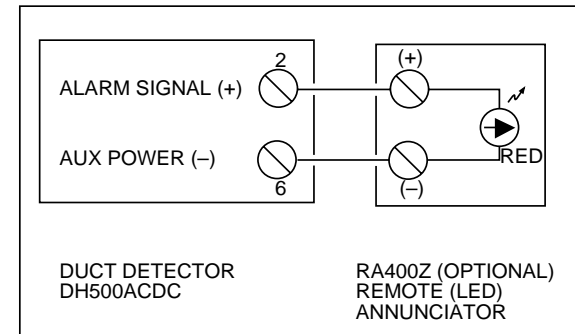 2
(+)
ALARM SIGNAL (+)
AUX POWER (–)
RED
6
(–)
DUCT DETECTOR
DH500ACDC
RA400Z (OPTIONAL)
REMOTE (LED)
ANNUNCIATOR